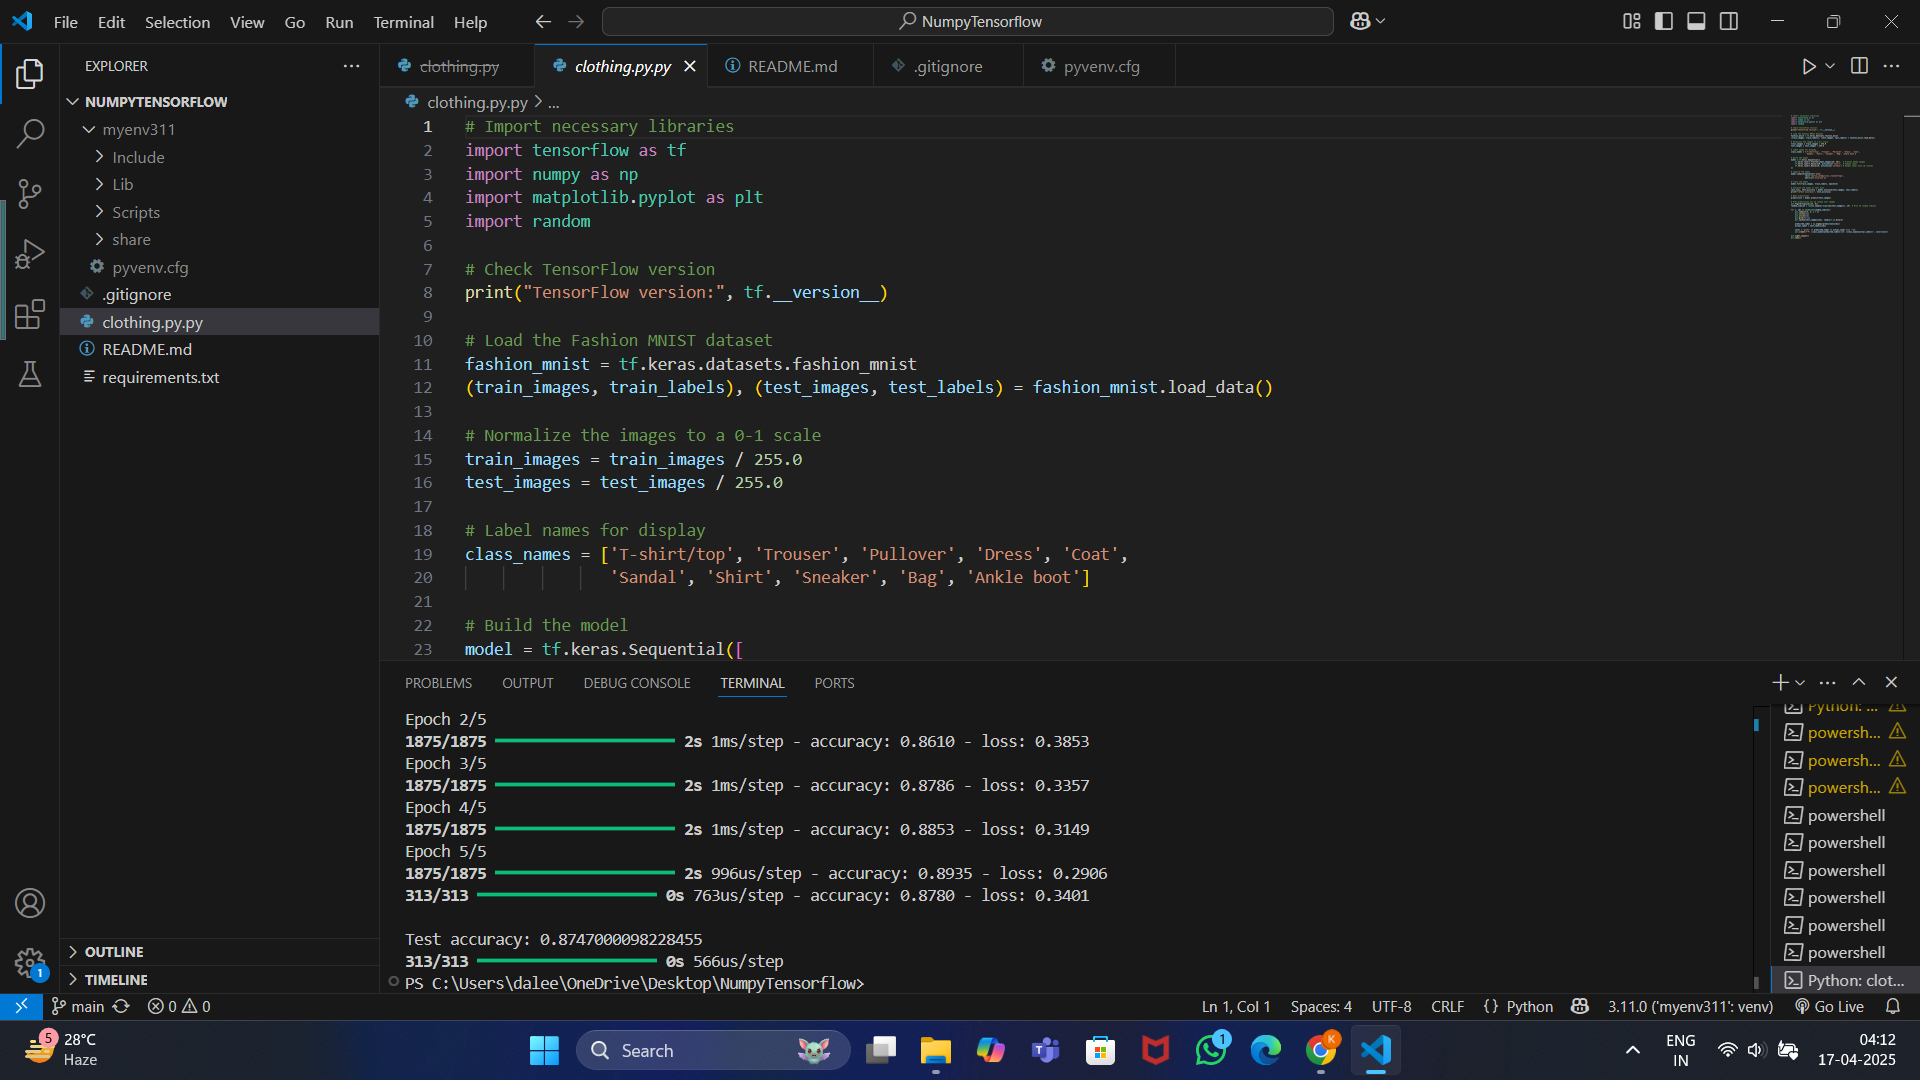 File Edit Selection View Go Run Terminal Help
NumpyTensorflow
EXPLORER
NUMPYTENSORFLOW
myenv311
Include
Lib
Scripts
share
pyvenv.cfg
.gitignore
clothing.py.py
README.md
requirements.txt
OUTLINE
TIMELINE
clothing.py
clothing.py.py
README.md
.gitignore
pyvenv.cfg
clothing.py.py > ...
1 # Import necessary libraries
2 import tensorflow as tf
3 import numpy as np
4 import matplotlib.pyplot as plt
5 import random
6
7 # Check TensorFlow version
8 print("TensorFlow version:", tf.__version__)
9
10 # Load the Fashion MNIST dataset
11 fashion_mnist = tf.keras.datasets.fashion_mnist
12 (train_images, train_labels), (test_images, test_labels) = fashion_mnist.load_data()
13
14 # Normalize the images to a 0-1 scale
15 train_images = train_images / 255.0
16 test_images = test_images / 255.0
17
18 # Label names for display
19 class_names = ['T-shirt/top', 'Trouser', 'Pullover', 'Dress', 'Coat',
20 'Sandal', 'Shirt', 'Sneaker', 'Bag', 'Ankle boot']
21
22 # Build the model
23 model = tf.keras.Sequential([
PROBLEMS OUTPUT DEBUG CONSOLE TERMINAL PORTS
Epoch 2/5
1875/1875 2s 1ms/step - accuracy: 0.8610 - loss: 0.3853
Epoch 3/5
1875/1875 2s 1ms/step - accuracy: 0.8786 - loss: 0.3357
Epoch 4/5
1875/1875 2s 1ms/step - accuracy: 0.8853 - loss: 0.3149
Epoch 5/5
1875/1875 2s 996us/step - accuracy: 0.8935 - loss: 0.2906
313/313 0s 763us/step - accuracy: 0.8780 - loss: 0.3401
Test accuracy: 0.8747000098228455
313/313 0s 566us/step
PS C:\Users\dalee\OneDrive\Desktop\NumpyTensorflow>
Python: ...
powersh...
powersh...
powersh...
powershell
powershell
powershell
powershell
powershell
powershell
Python: clot...
1
main 0 0
Ln 1, Col 1 Spaces: 4 UTF-8 CRLF {} Python 3.11.0 ('myenv311': venv) Go Live
5
28°C
Haze
Search
1
K
ENG
IN
04:12
17-04-2025